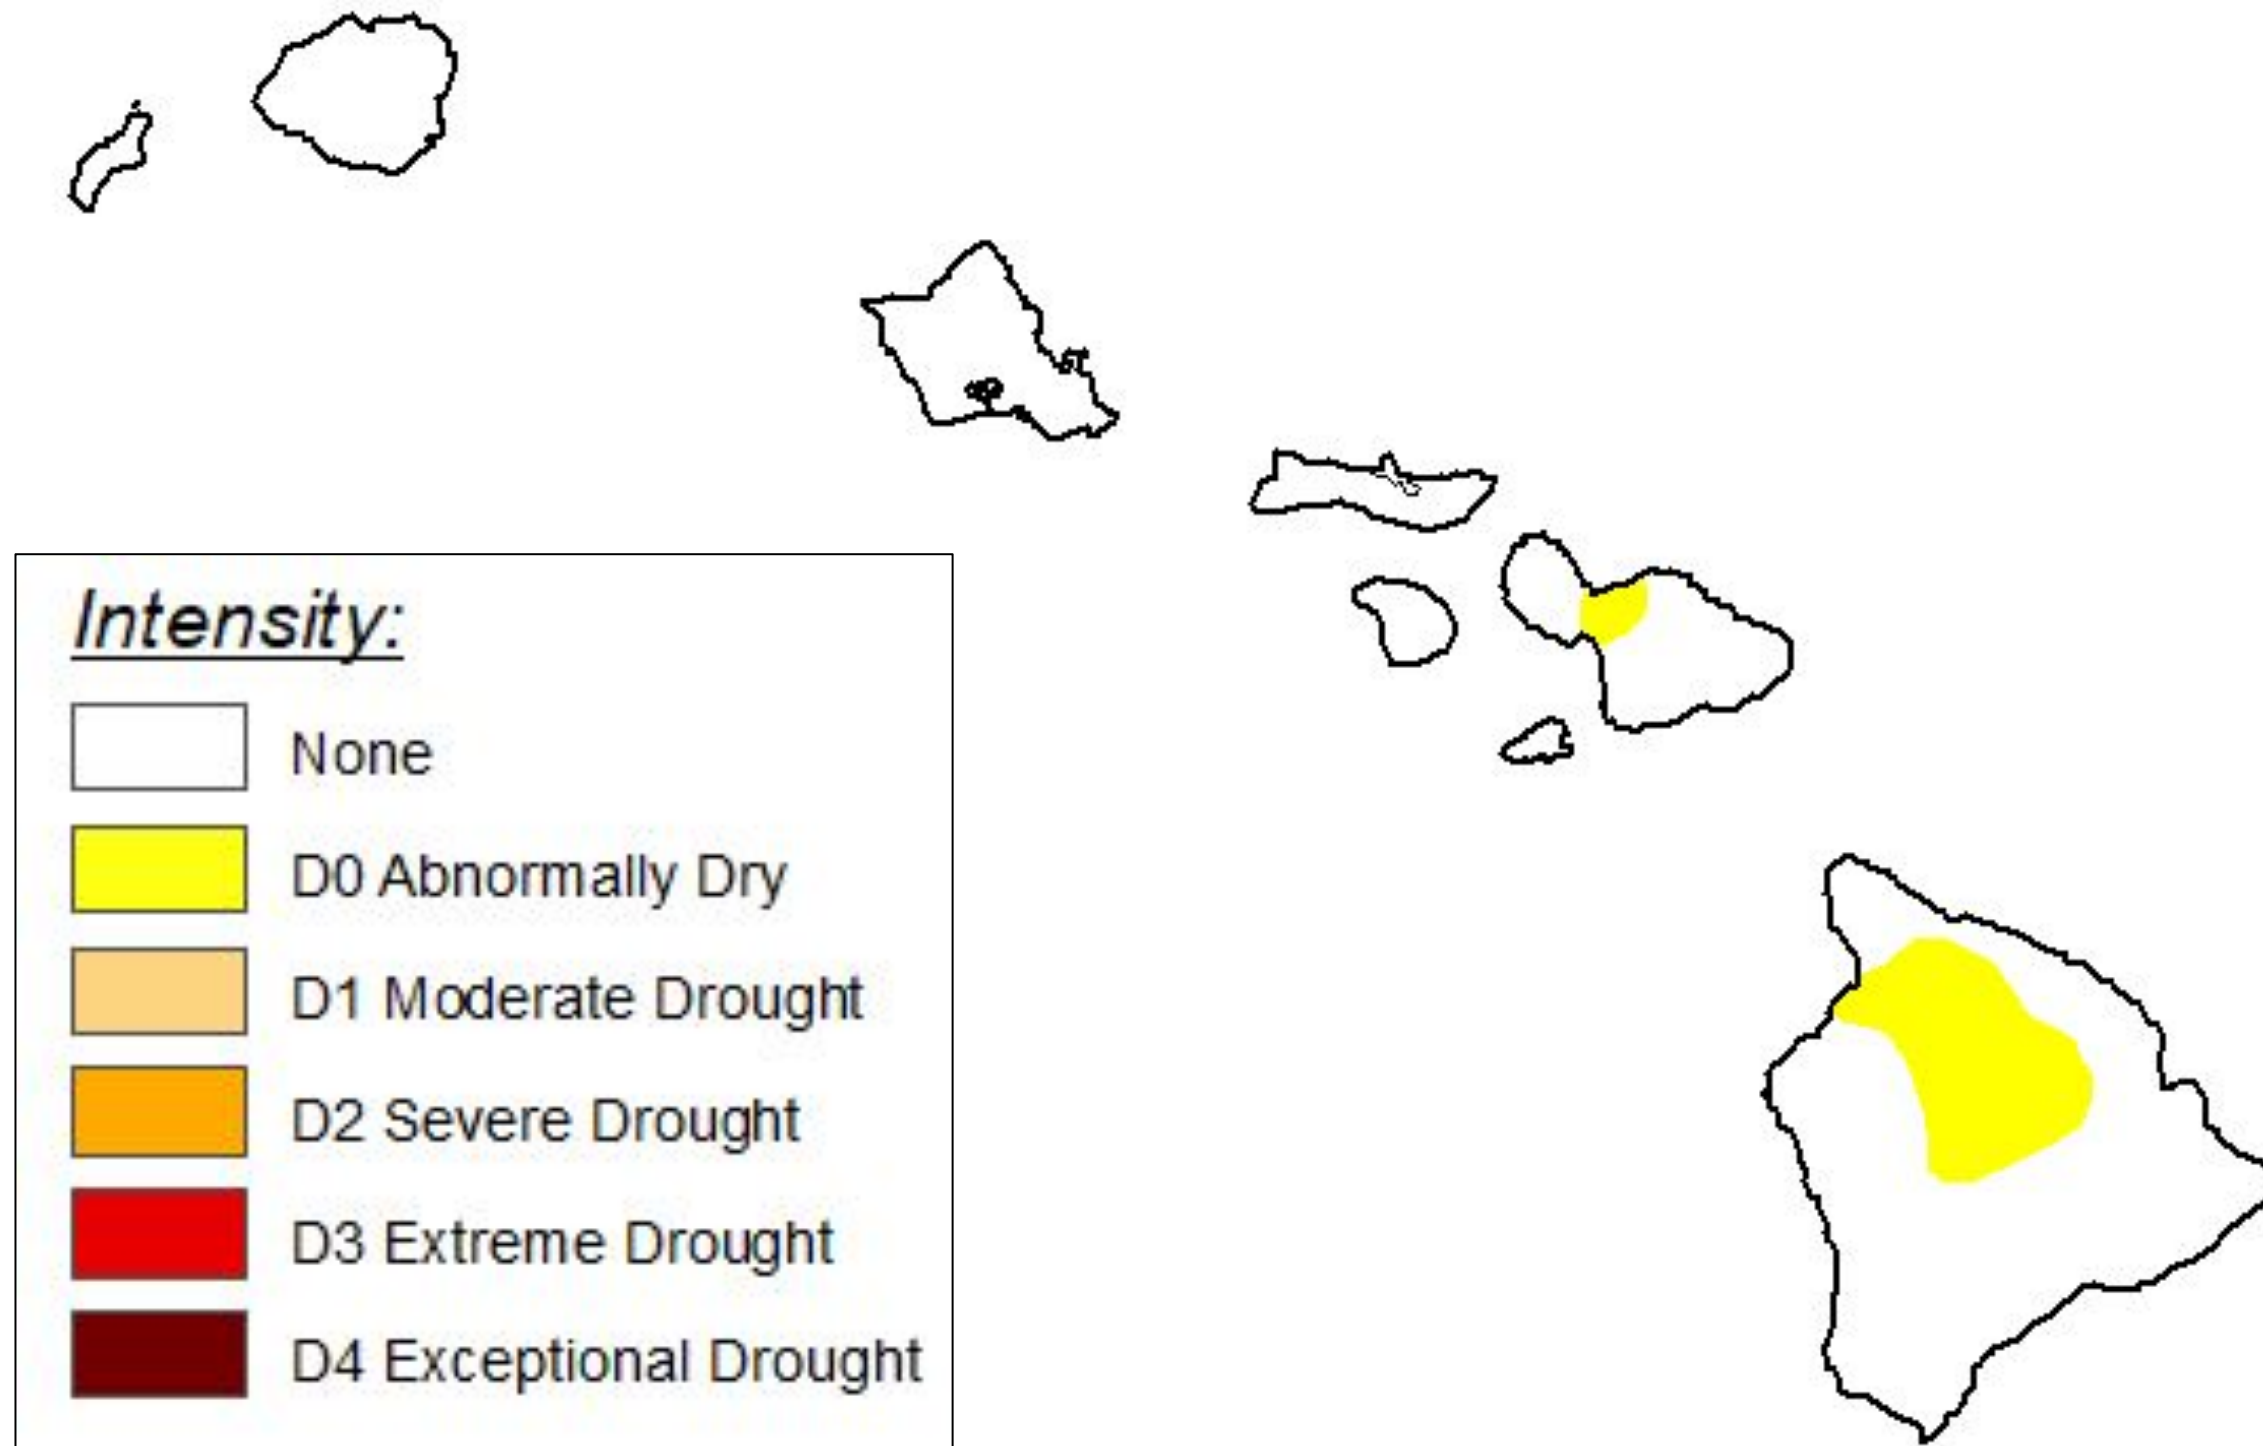 Intensity:
None
D0 Abnormally Dry
D1 Moderate Drought
D2 Severe Drought
D3 Extreme Drought
D4 Exceptional Drought